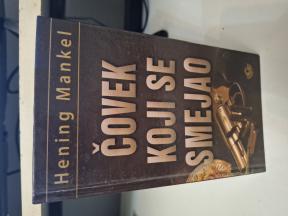 Hening Mankel
ČOVEK
KOJI SE
SMEJAO